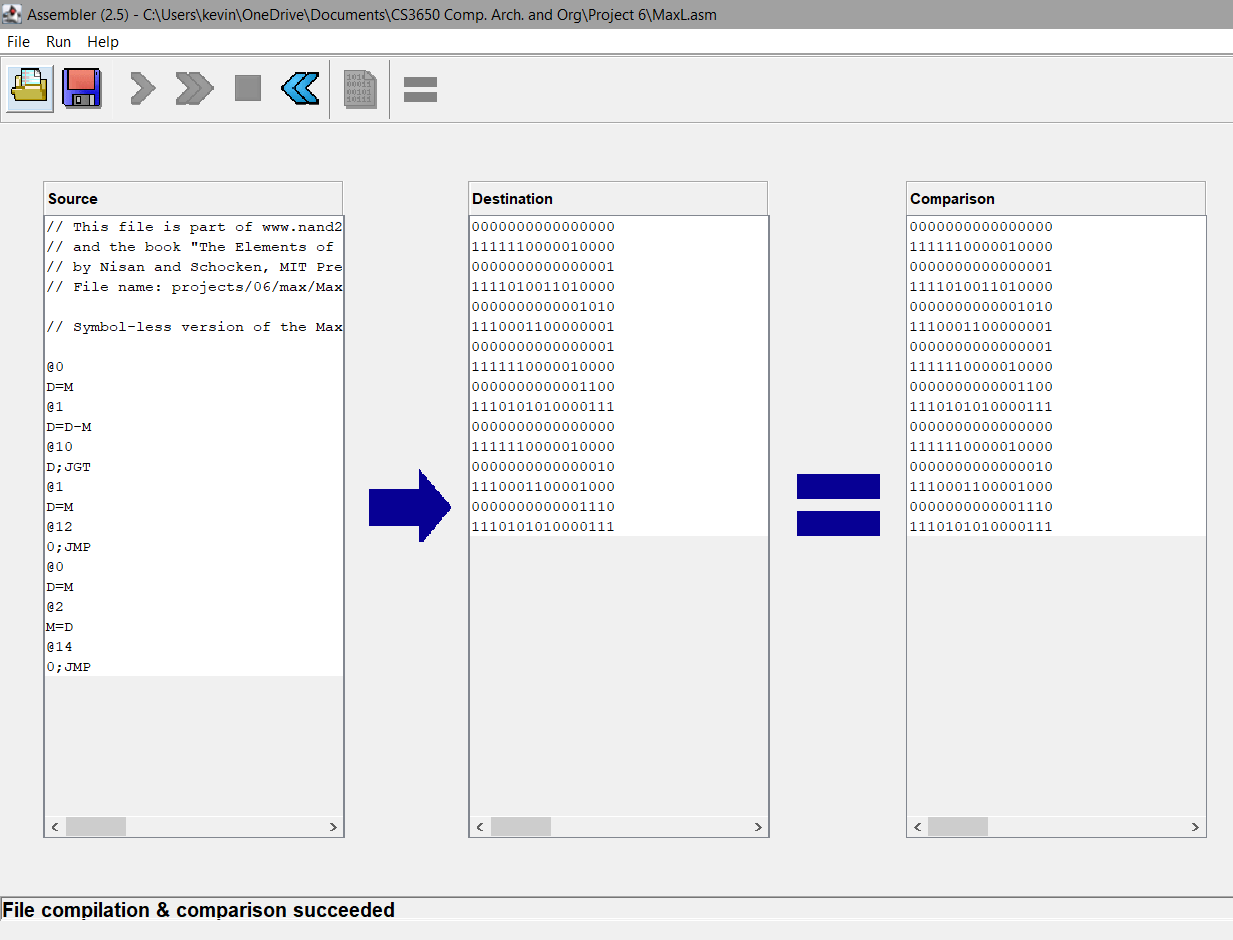 Assembler (2.5) - C:\Users\kevin\OneDrive\Documents\CS3650 Comp. Arch. and Org\Project 6\MaxL.asm
File Run Help
Source
// This file is part of www.nand2
// and the book "The Elements of
// by Nisan and Schocken, MIT Pre
// File name: projects/06/max/Max
// Symbol-less version of the Max
@0
D=M
@1
D=D-M
@10
D;JGT
@1
D=M
@12
0;JMP
@0
D=M
@2
M=D
@14
0;JMP
Destination
0000000000000000
1111110000010000
0000000000000001
1111010011010000
0000000000001010
1110001100000001
0000000000000001
1111110000010000
0000000000001100
1110101010000111
0000000000000000
1111110000010000
0000000000000010
1110001100001000
0000000000001110
1110101010000111
Comparison
0000000000000000
1111110000010000
0000000000000001
1111010011010000
0000000000001010
1110001100000001
0000000000000001
1111110000010000
0000000000001100
1110101010000111
0000000000000000
1111110000010000
0000000000000010
1110001100001000
0000000000001110
1110101010000111
File compilation & comparison succeeded